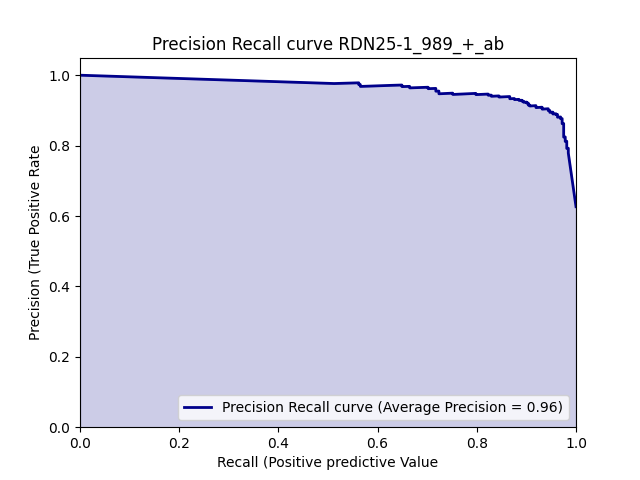 Precision Recall curve RDN25-1_989_+_ab
1.0
0.8
0.6
0.4
0.2
0.0
Precision (True Positive Rate
Precision Recall curve (Average Precision = 0.96)
0.0 0.2 0.4 0.6 0.8 1.0
Recall (Positive predictive Value